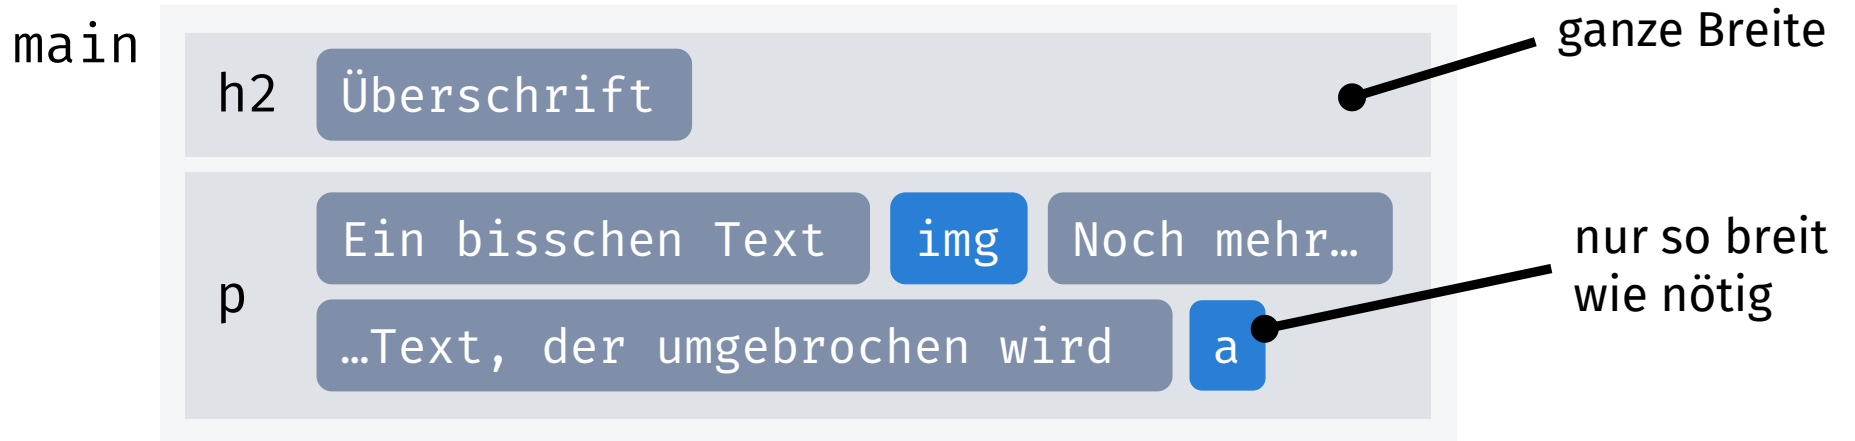 main
ganze Breite
h2 Überschrift
p
Ein bisschen Text img Noch mehr…
…Text, der umgebrochen wird a
nur so breit
wie nötig